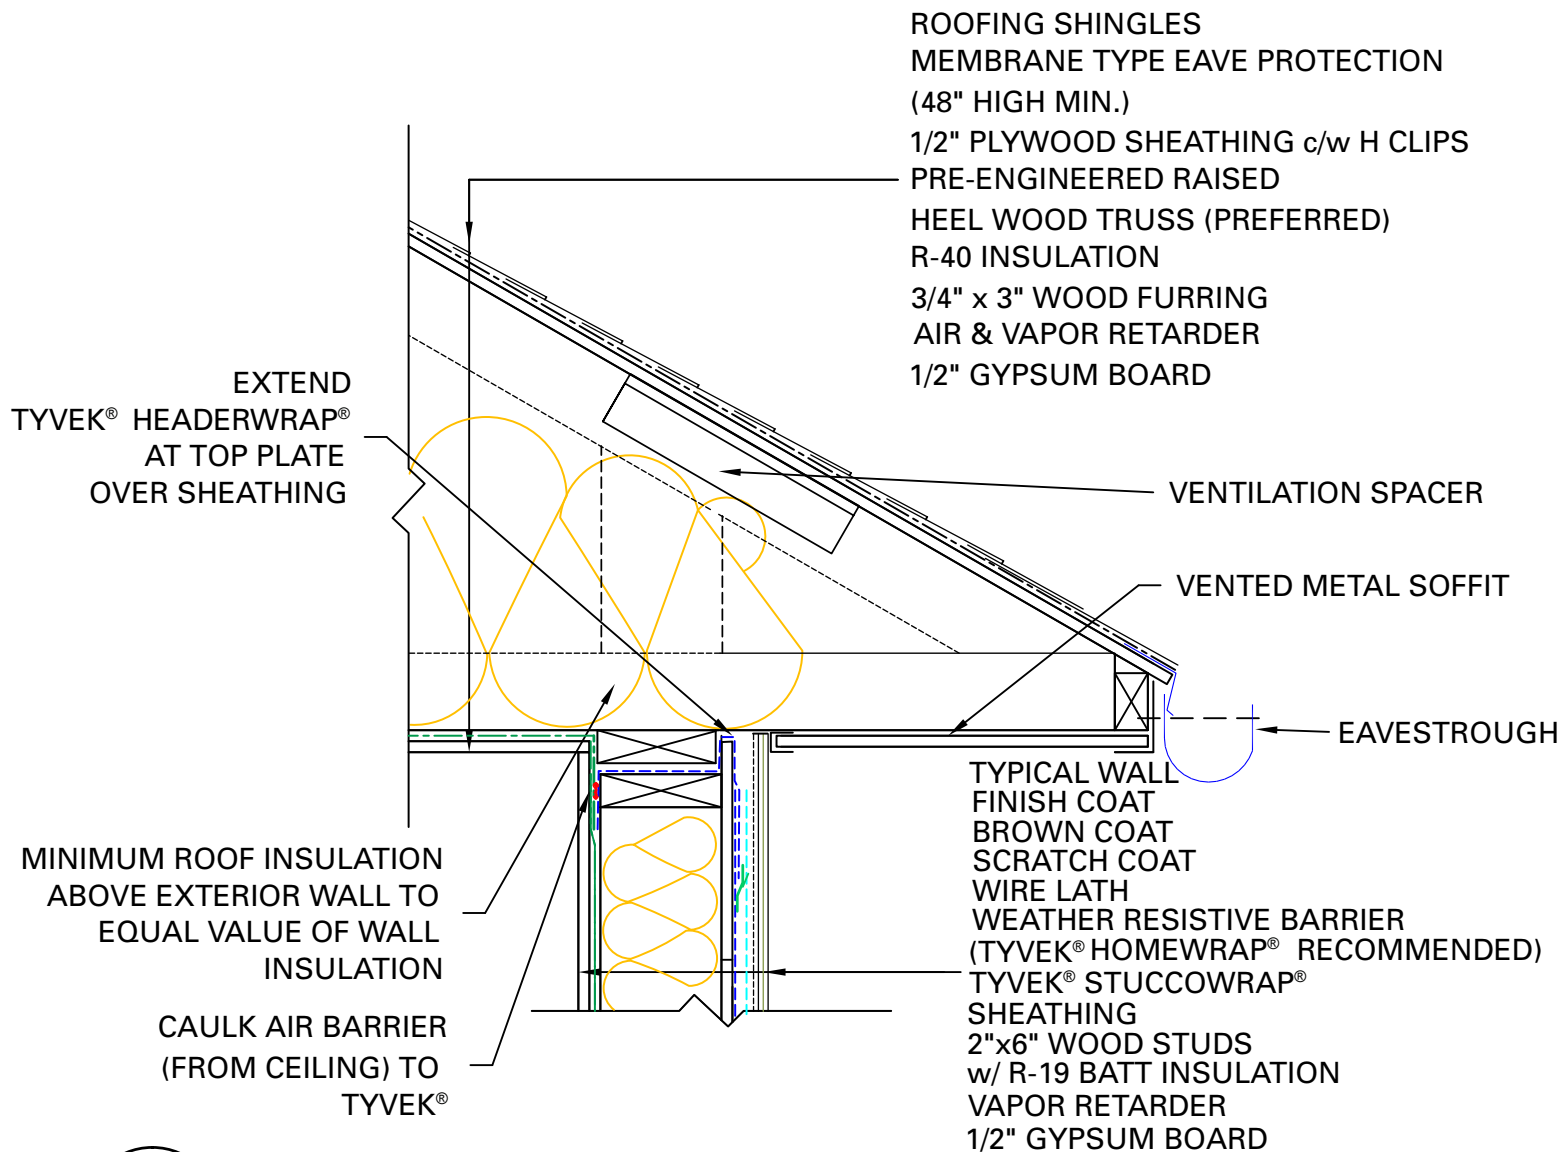 ROOFING SHINGLES
MEMBRANE TYPE EAVE PROTECTION
(48" HIGH MIN.)
1/2" PLYWOOD SHEATHING c/w H CLIPS
PRE-ENGINEERED RAISED
HEEL WOOD TRUSS (PREFERRED)
R-40 INSULATION
3/4" x 3" WOOD FURRING
AIR & VAPOR RETARDER
1/2" GYPSUM BOARD
EXTEND
TYVEK® HEADERWRAP®
AT TOP PLATE
OVER SHEATHING
VENTILATION SPACER
VENTED METAL SOFFIT
EAVESTROUGH
MINIMUM ROOF INSULATION
ABOVE EXTERIOR WALL TO
EQUAL VALUE OF WALL
INSULATION
CAULK AIR BARRIER
(FROM CEILING) TO
TYVEK®
TYPICAL WALL
FINISH COAT
BROWN COAT
SCRATCH COAT
WIRE LATH
WEATHER RESISTIVE BARRIER
(TYVEK® HOMEWRAP® RECOMMENDED)
TYVEK® STUCCOWRAP®
SHEATHING
2"x6" WOOD STUDS
w/ R-19 BATT INSULATION
VAPOR RETARDER
1/2" GYPSUM BOARD